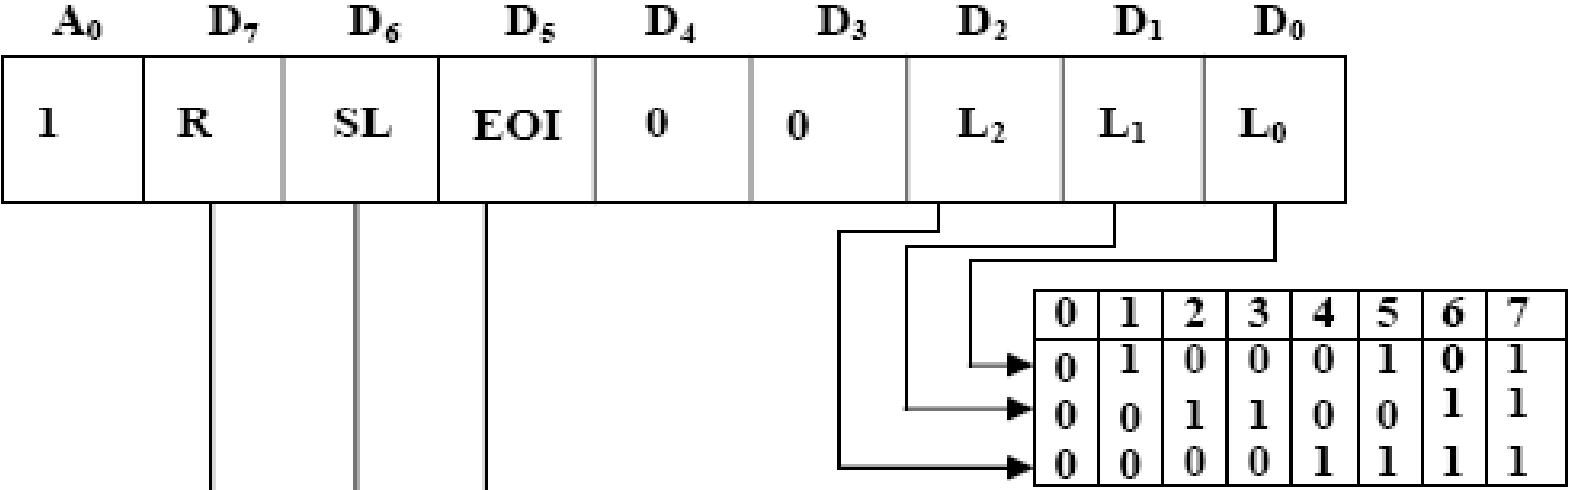 A₀ D₇ D₆ D₅ D₄ D₃ D₂ D₁ D₀
1 R SL EOI 0 0 L₂ L₁ L₀
0 1 2 3 4 5 6 7
0 1 0 0 0 1 0 1
0 0 1 1 0 0 1 1
0 0 0 0 1 1 1 1